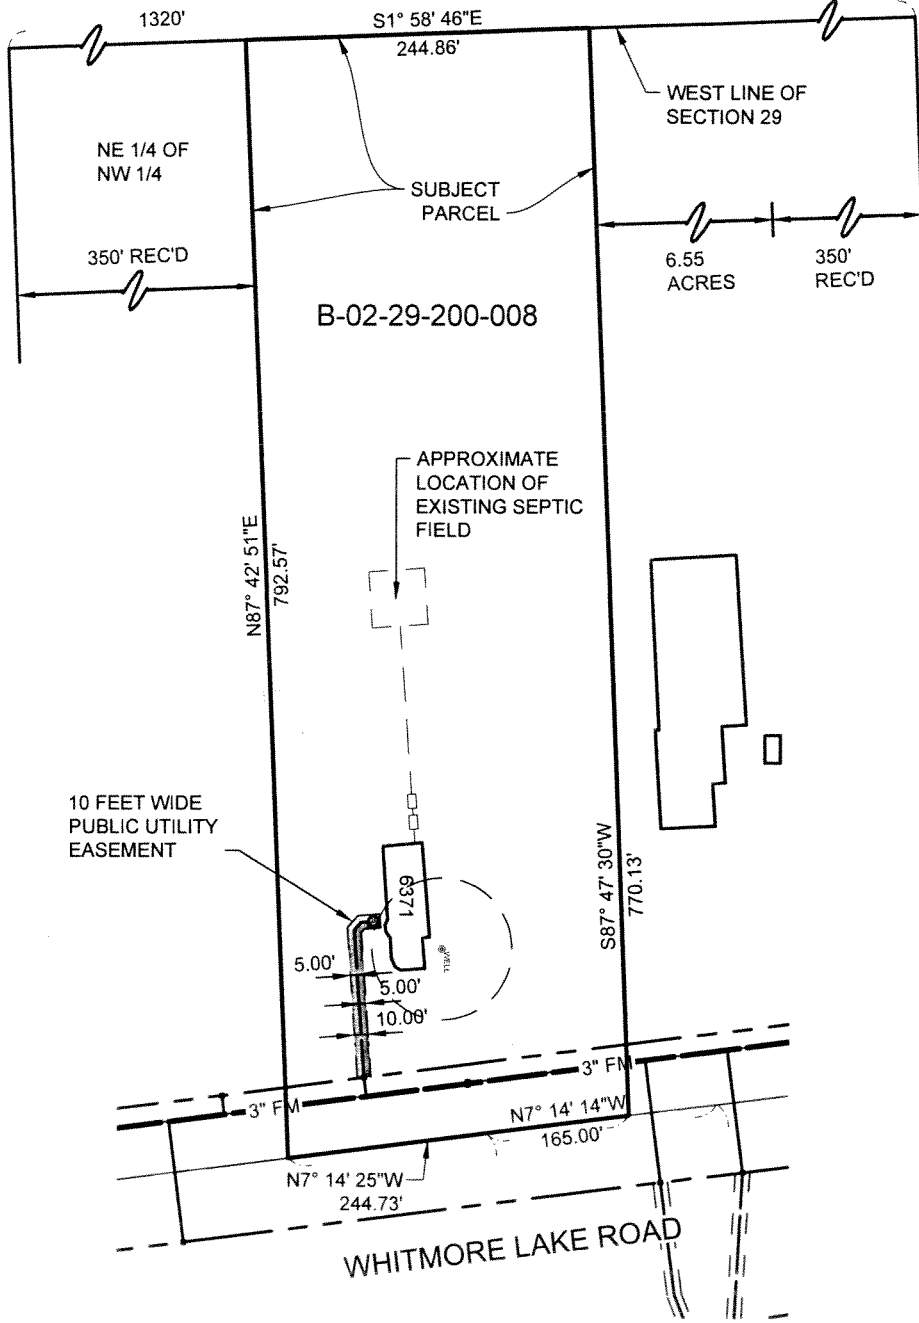 1320'
S1° 58' 46"E
244.86'
WEST LINE OF
SECTION 29
NE 1/4 OF
NW 1/4
SUBJECT
PARCEL
350' REC'D
6.55
ACRES
350'
REC'D
B-02-29-200-008
APPROXIMATE
LOCATION OF
EXISTING SEPTIC
FIELD
N87° 42' 51"E
792.57'
10 FEET WIDE
PUBLIC UTILITY
EASEMENT
6371
S87° 47' 30"W
770.13'
WELL
5.00'
5.00'
10.00'
3" FM
3" FM
N7° 14' 14"W
165.00'
N7° 14' 25"W
244.73'
WHITMORE LAKE ROAD